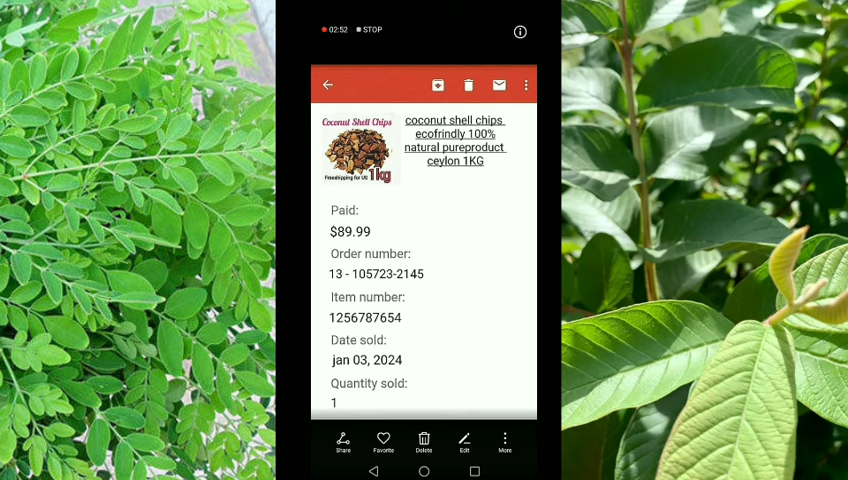 02:52 STOP
Coconut Shell Chips
Freeshipping for US 1kg
coconut shell chips
ecofrindly 100%
natural pureproduct
ceylon 1KG
Paid:
$89.99
Order number:
13 - 105723-2145
Item number:
1256787654
Date sold:
jan 03, 2024
Quantity sold:
1
Share Favorite Delete Edit More